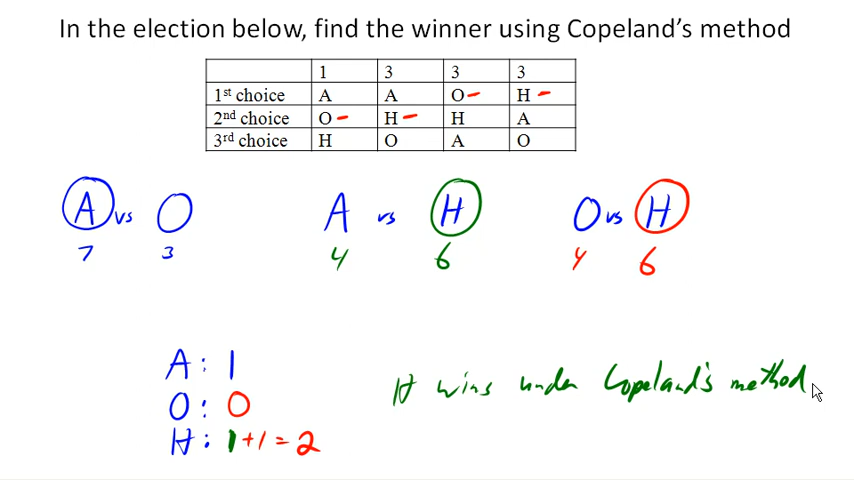 In the election below, find the winner using Copeland's method
1 3 3 3
1st choice A A O H
2nd choice O H H A
3rd choice H O A O
A vs O A vs H O vs H
7 3 4 6 4 6
A : 1
O : 0
H : 1+1 = 2
H wins under Copeland's method